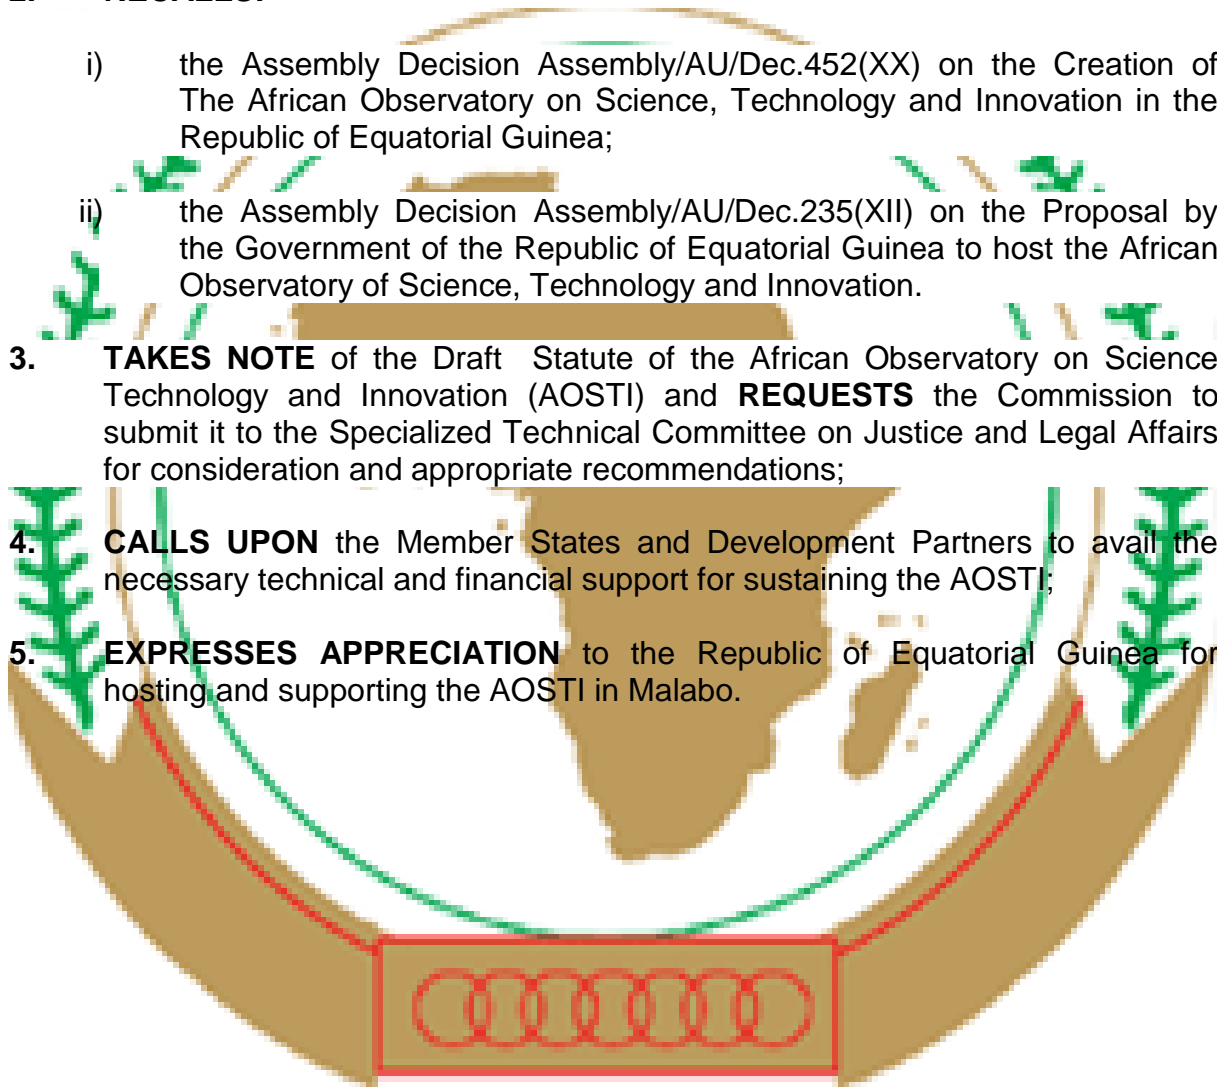 i) the Assembly Decision Assembly/AU/Dec.452(XX) on the Creation of
The African Observatory on Science, Technology and Innovation in the
Republic of Equatorial Guinea;
ii) the Assembly Decision Assembly/AU/Dec.235(XII) on the Proposal by
the Government of the Republic of Equatorial Guinea to host the African
Observatory of Science, Technology and Innovation.
3. TAKES NOTE of the Draft Statute of the African Observatory on Science
Technology and Innovation (AOSTI) and REQUESTS the Commission to
submit it to the Specialized Technical Committee on Justice and Legal Affairs
for consideration and appropriate recommendations;
4. CALLS UPON the Member States and Development Partners to avail the
necessary technical and financial support for sustaining the AOSTI;
5. EXPRESSES APPRECIATION to the Republic of Equatorial Guinea for
hosting and supporting the AOSTI in Malabo.